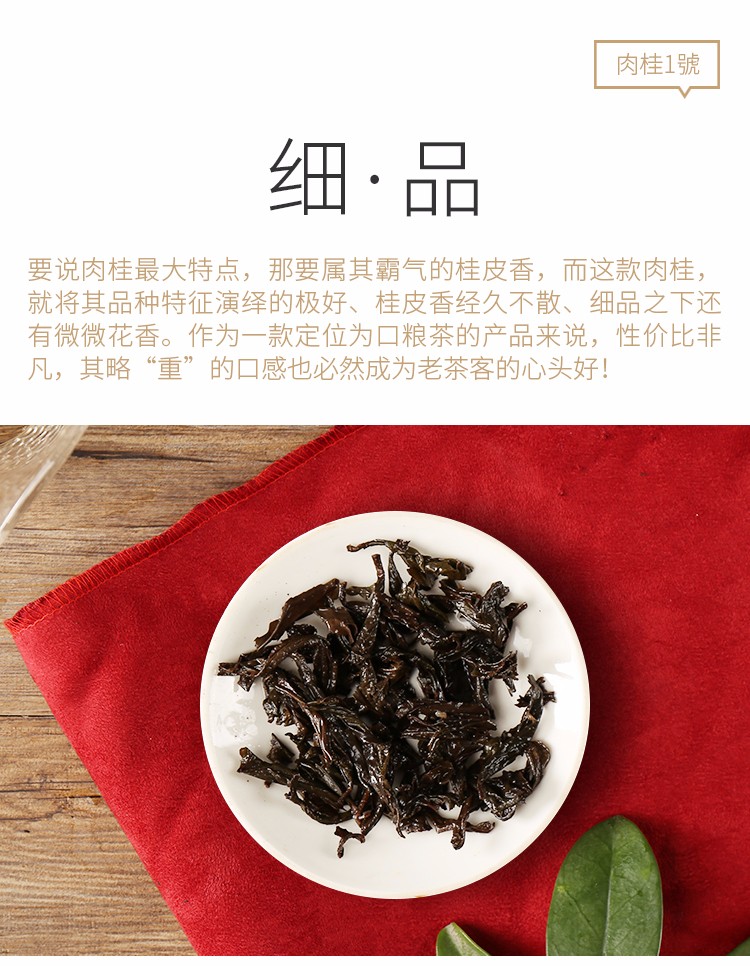 肉桂1號
细·品
要说肉桂最大特点，那要属其霸气的桂皮香，而这款肉桂，
就将其品种特征演绎的极好、桂皮香经久不散、细品之下还
有微微花香。作为一款定位为口粮茶的产品来说，性价比非
凡，其略“重”的口感也必然成为老茶客的心头好！